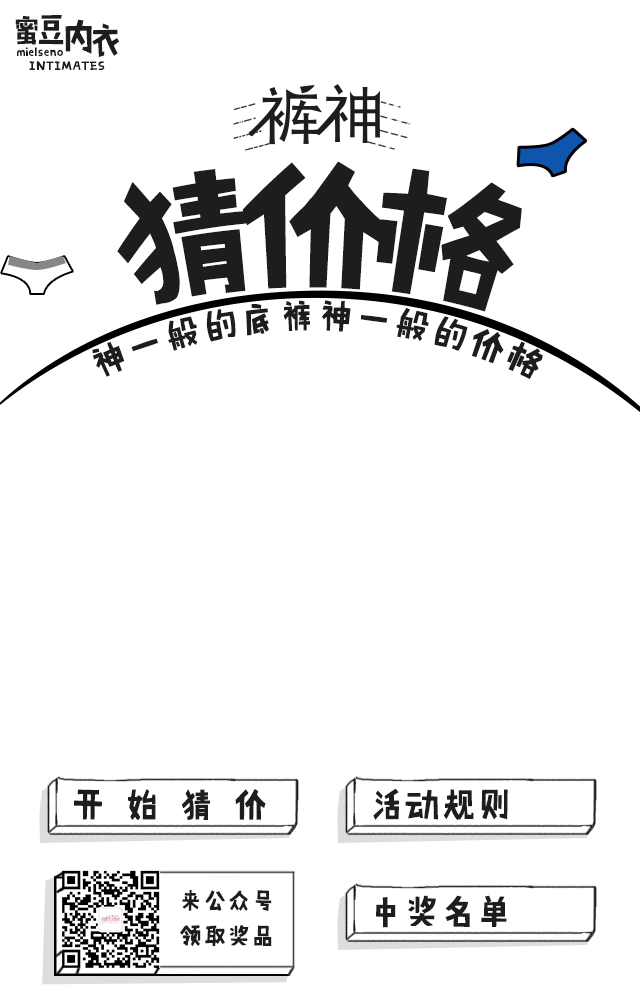 蜜豆内衣
mielseno
INTIMATES
裤神
猜价格
神一般的底裤神一般的价格
开始猜价
活动规则
来公众号
领取奖品
中奖名单